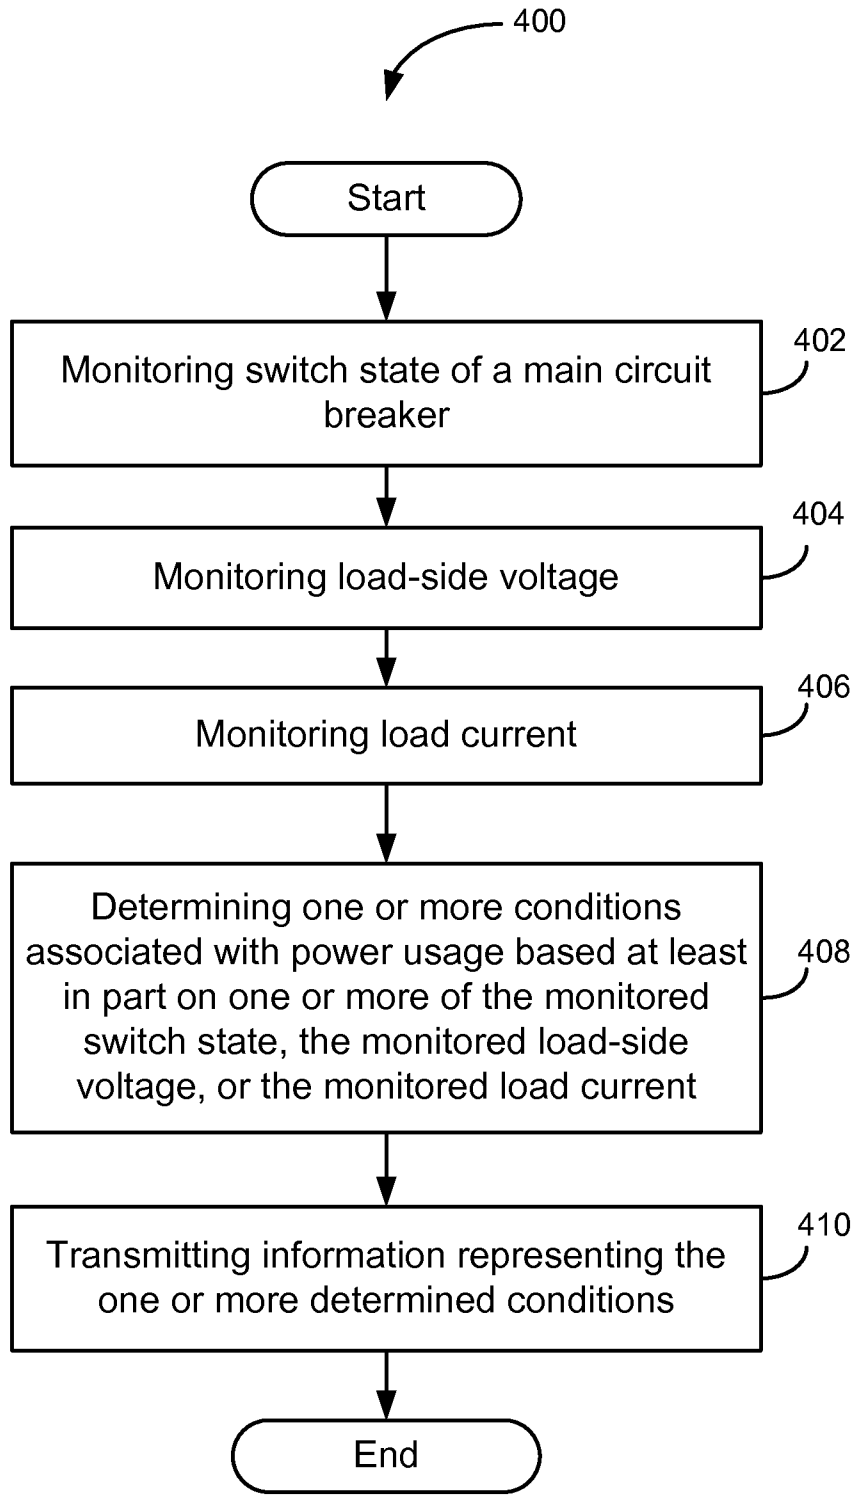 400
Start
402
Monitoring switch state of a main circuit
breaker
404
Monitoring load-side voltage
406
Monitoring load current
Determining one or more conditions
associated with power usage based at least
408
in part on one or more of the monitored
switch state, the monitored load-side
voltage, or the monitored load current
410
Transmitting information representing the
one or more determined conditions
End